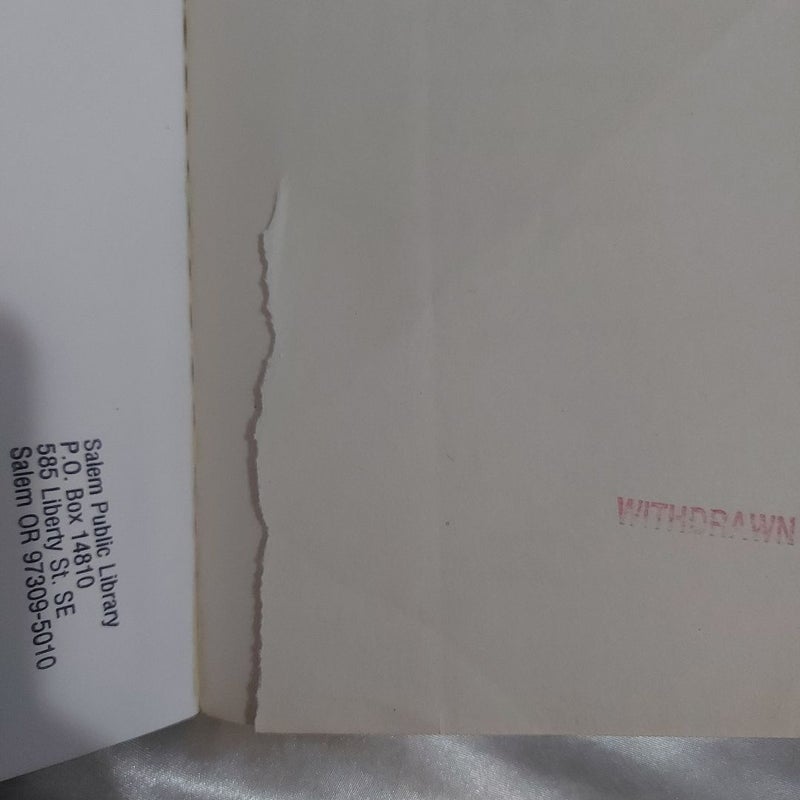 Salem Public Library
P.O. Box 14810
585 Liberty St. SE
Salem OR 97309-5010
WITHDRAWN